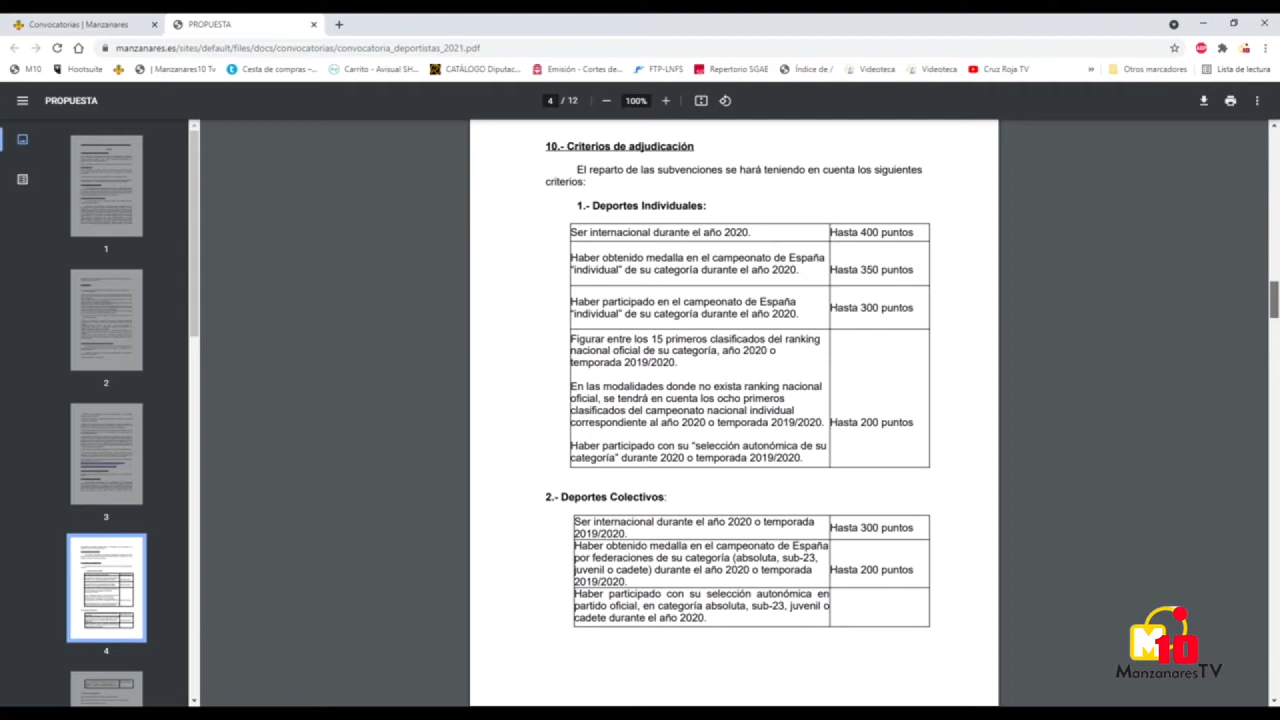 Convocatorias | Manzanares
PROPUESTA
manzanares.es/sites/default/files/docs/convocatorias/convocatoria_deportistas_2021.pdf
M10
Hootsuite
| Manzanares10 Tv
Cesta de compras –...
Carrito - Avisual SH...
CATÁLOGO Diputac...
Emisión - Cortes de...
FTP-LNFS
Repertorio SGAE
Índice de /
Videoteca
Videoteca
Cruz Roja TV
»
Otros marcadores
Lista de lectura
PROPUESTA
4 / 12
100%
1
2
3
4
10.- Criterios de adjudicación
El reparto de las subvenciones se hará teniendo en cuenta los siguientes
criterios:
1.- Deportes Individuales:
Ser internacional durante el año 2020.
Hasta 400 puntos
Haber obtenido medalla en el campeonato de España
“individual” de su categoría durante el año 2020.
Hasta 350 puntos
Haber participado en el campeonato de España
“individual” de su categoría durante el año 2020.
Hasta 300 puntos
Figurar entre los 15 primeros clasificados del ranking
nacional oficial de su categoría, año 2020 o
temporada 2019/2020.
En las modalidades donde no exista ranking nacional
oficial, se tendrá en cuenta los ocho primeros
clasificados del campeonato nacional individual
correspondiente al año 2020 o temporada 2019/2020.
Hasta 200 puntos
Haber participado con su “selección autonómica de su
categoría” durante 2020 o temporada 2019/2020.
2.- Deportes Colectivos:
Ser internacional durante el año 2020 o temporada
2019/2020.
Hasta 300 puntos
Haber obtenido medalla en el campeonato de España
por federaciones de su categoría (absoluta, sub-23,
juvenil o cadete) durante el año 2020 o temporada
2019/2020.
Hasta 200 puntos
Haber participado con su selección autonómica en
partido oficial, en categoría absoluta, sub-23, juvenil o
cadete durante el año 2020.
M10
ManzanaresTV